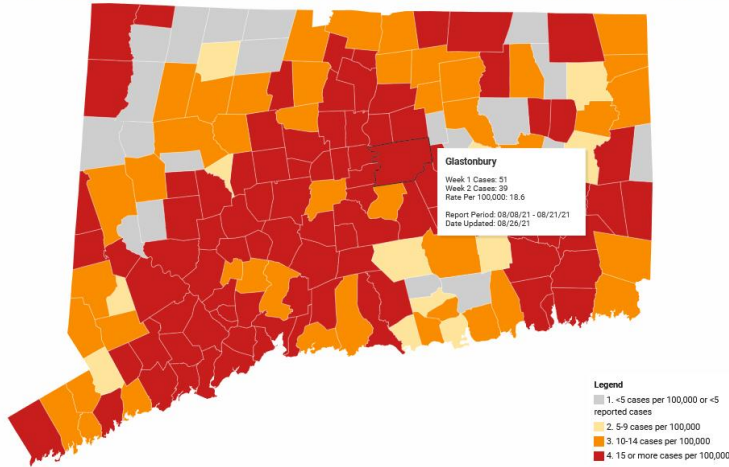 Glastonbury
Week 1 Cases: 51
Week 2 Cases: 39
Rate Per 100,000: 18.6
Report Period: 08/08/21 - 08/21/21
Date Updated: 08/26/21
Legend
1. <5 cases per 100,000 or <5
reported cases
2. 5-9 cases per 100,000
3. 10-14 cases per 100,000
4. 15 or more cases per 100,000